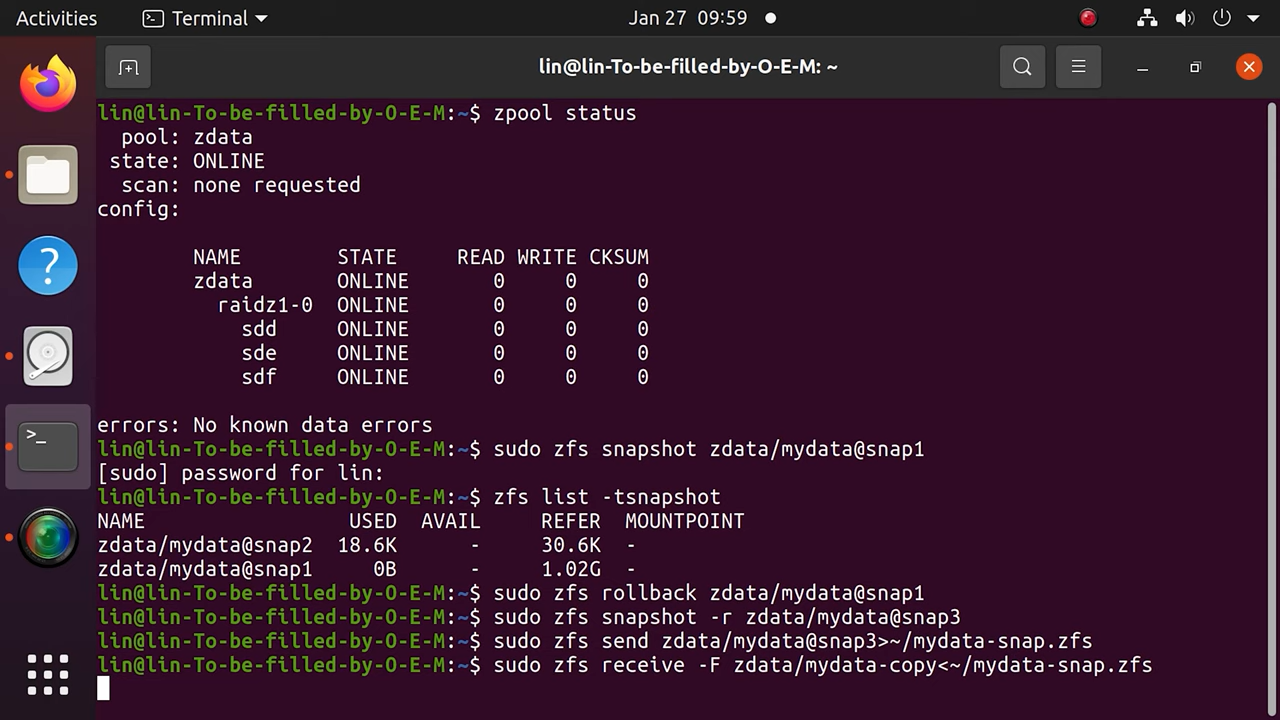 Activities Terminal Jan 27 09:59
lin@lin-To-be-filled-by-O-E-M: ~
lin@lin-To-be-filled-by-O-E-M:~$ zpool status
  pool: zdata
 state: ONLINE
  scan: none requested
config:
        NAME        STATE     READ WRITE CKSUM
        zdata       ONLINE       0     0     0
          raidz1-0  ONLINE       0     0     0
            sdd     ONLINE       0     0     0
            sde     ONLINE       0     0     0
            sdf     ONLINE       0     0     0
errors: No known data errors
lin@lin-To-be-filled-by-O-E-M:~$ sudo zfs snapshot zdata/mydata@snap1
[sudo] password for lin:
lin@lin-To-be-filled-by-O-E-M:~$ zfs list -tsnapshot
NAME                 USED  AVAIL     REFER  MOUNTPOINT
zdata/mydata@snap2  18.6K      -     30.6K  -
zdata/mydata@snap1     0B      -     1.02G  -
lin@lin-To-be-filled-by-O-E-M:~$ sudo zfs rollback zdata/mydata@snap1
lin@lin-To-be-filled-by-O-E-M:~$ sudo zfs snapshot -r zdata/mydata@snap3
lin@lin-To-be-filled-by-O-E-M:~$ sudo zfs send zdata/mydata@snap3>~/mydata-snap.zfs
lin@lin-To-be-filled-by-O-E-M:~$ sudo zfs receive -F zdata/mydata-copy<~/mydata-snap.zfs